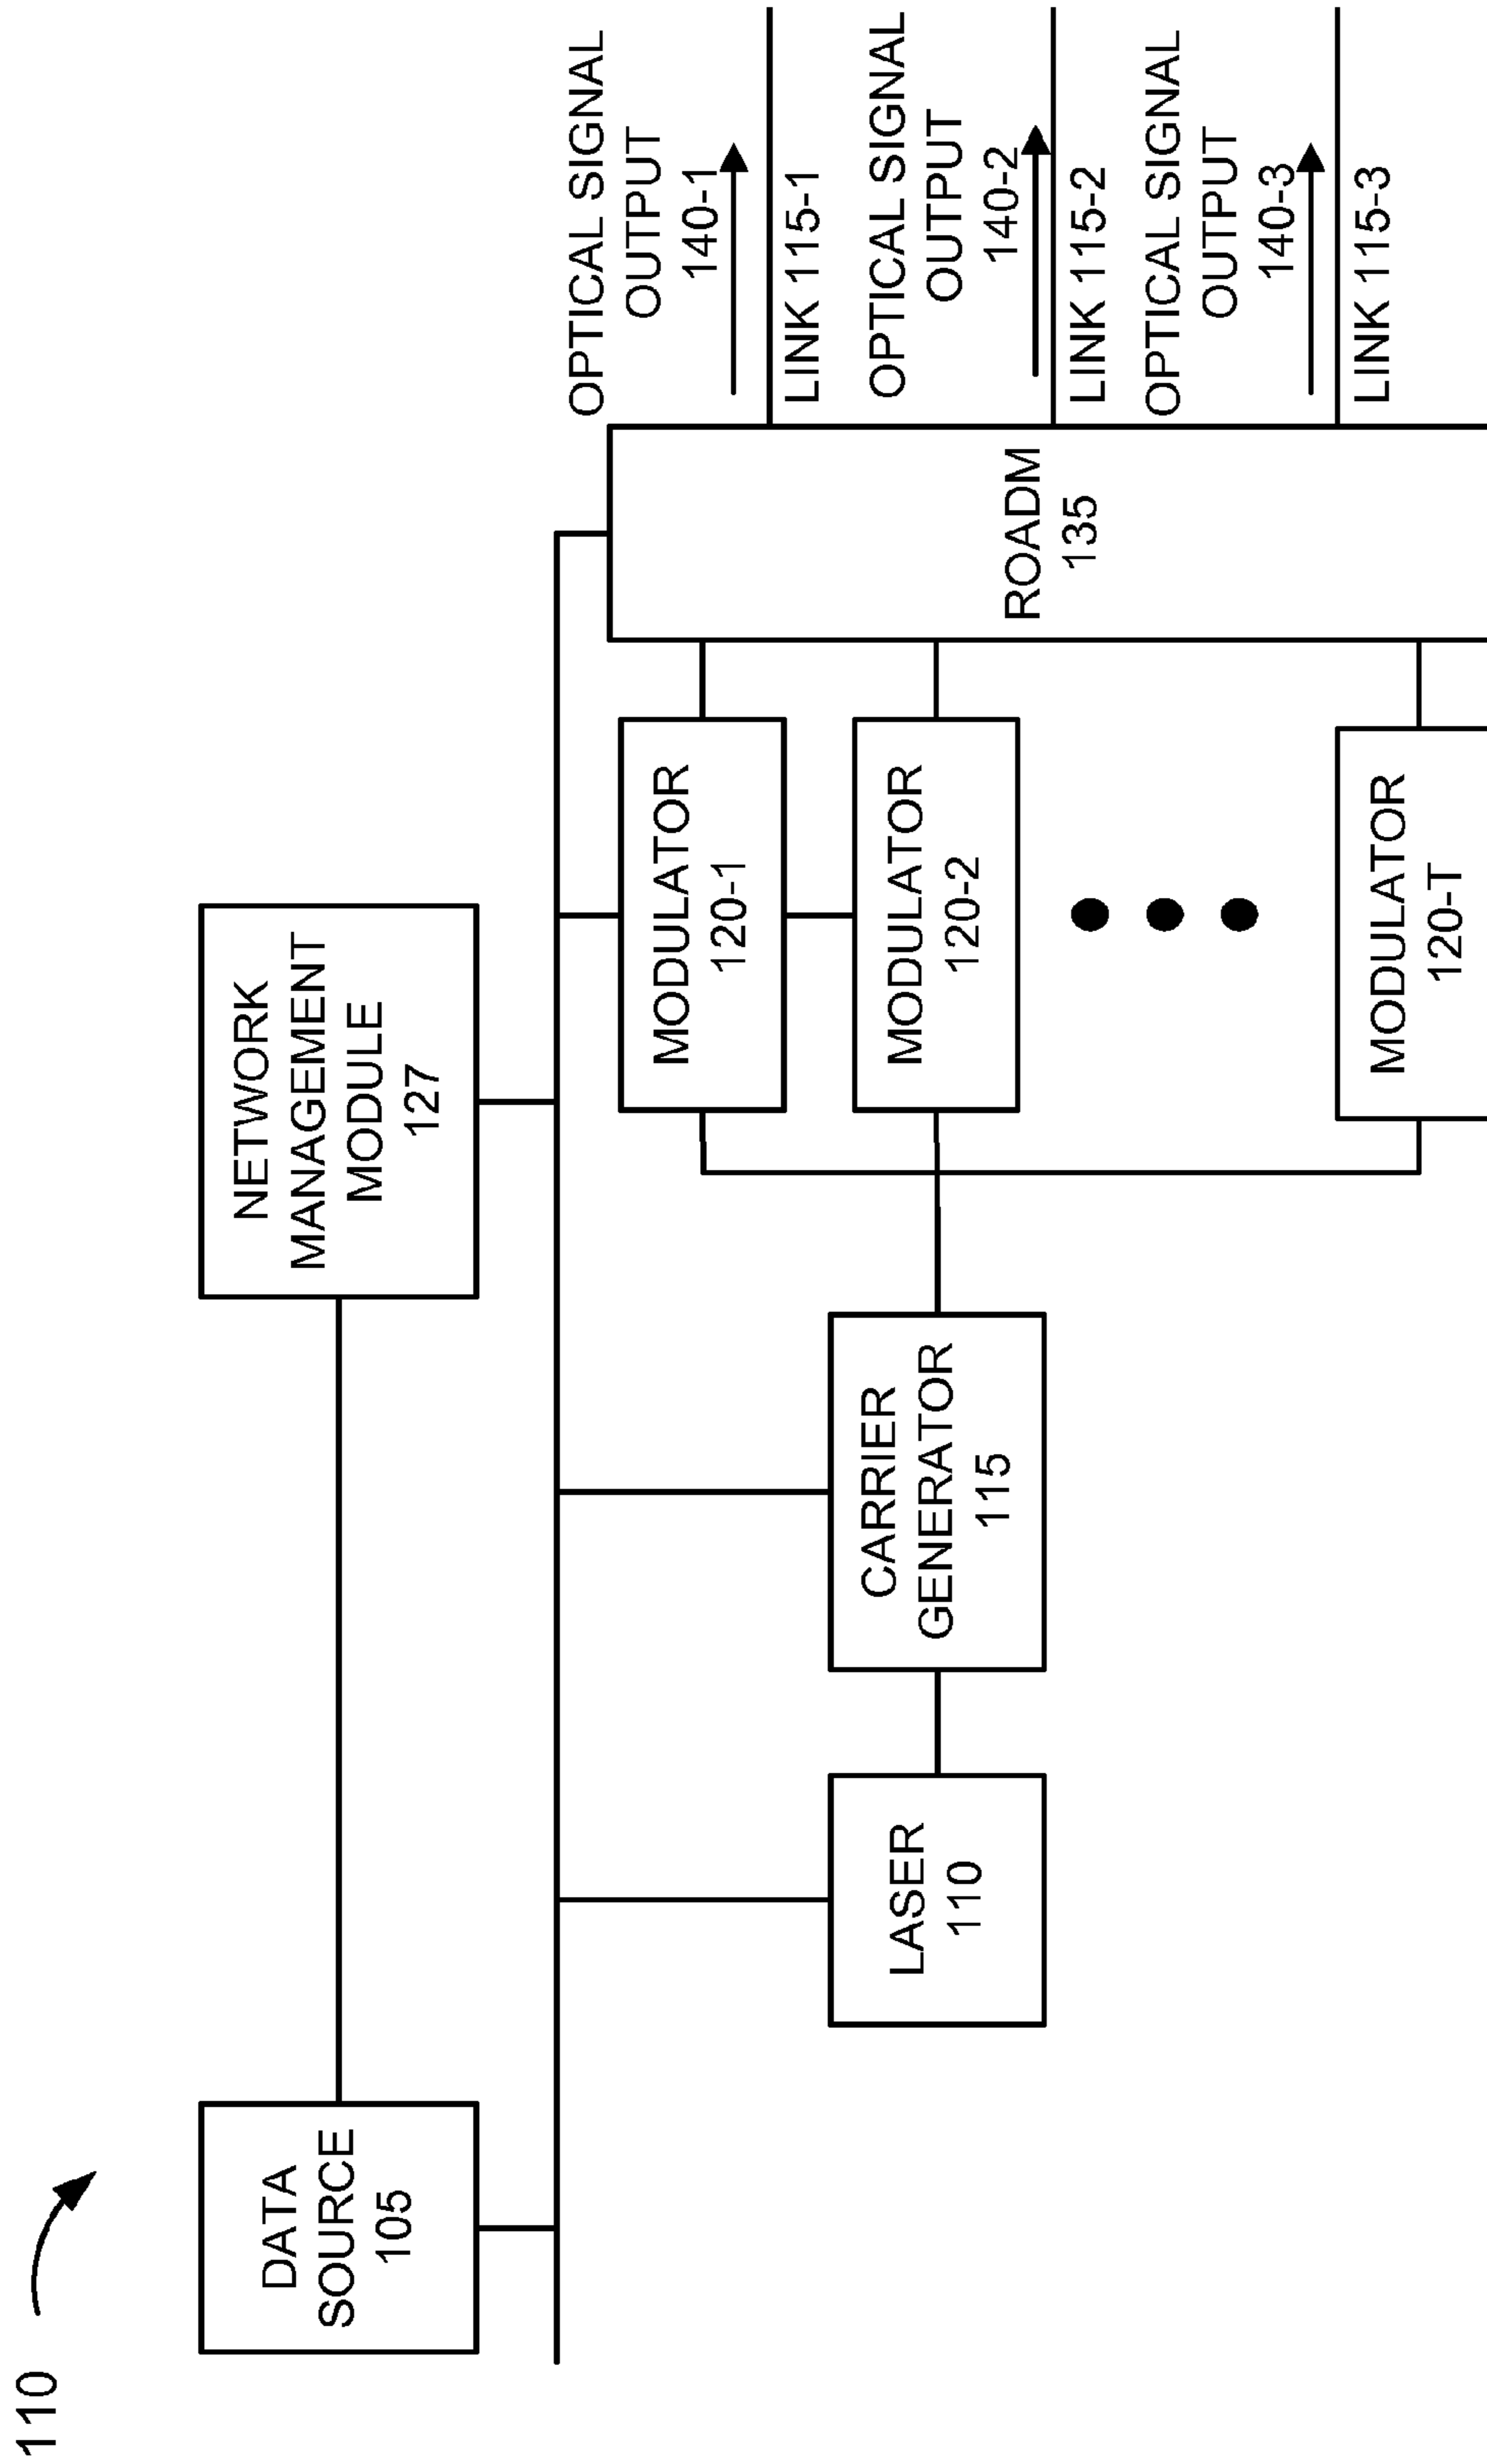 110
DATA
SOURCE
105
NETWORK
MANAGEMENT
MODULE
127
LASER
110
CARRIER
GENERATOR
115
MODULATOR
120-1
MODULATOR
120-2
MODULATOR
120-T
ROADM
135
OPTICAL SIGNAL
OUTPUT
140-1
LINK 115-1
OPTICAL SIGNAL
OUTPUT
140-2
LINK 115-2
OPTICAL SIGNAL
OUTPUT
140-3
LINK 115-3